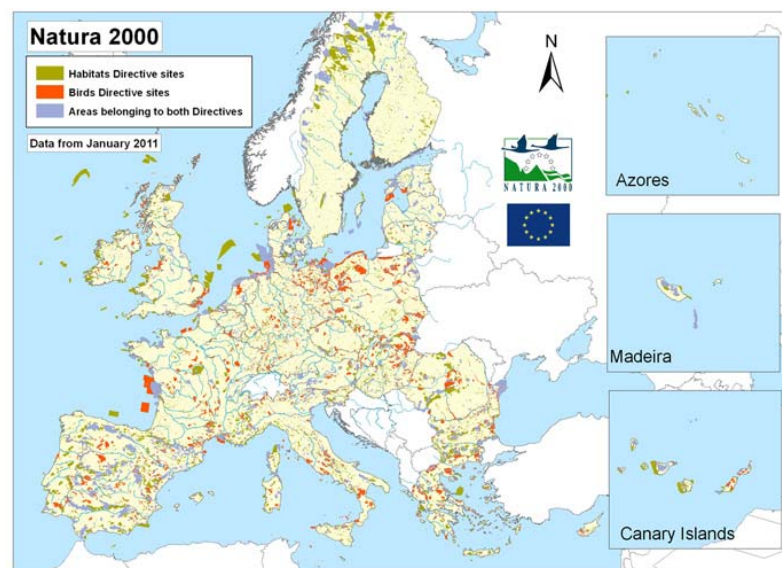 Natura 2000
Habitats Directive sites
Birds Directive sites
Areas belonging to both Directives
Data from January 2011
N
NATURA 2000
Azores
Madeira
Canary Islands